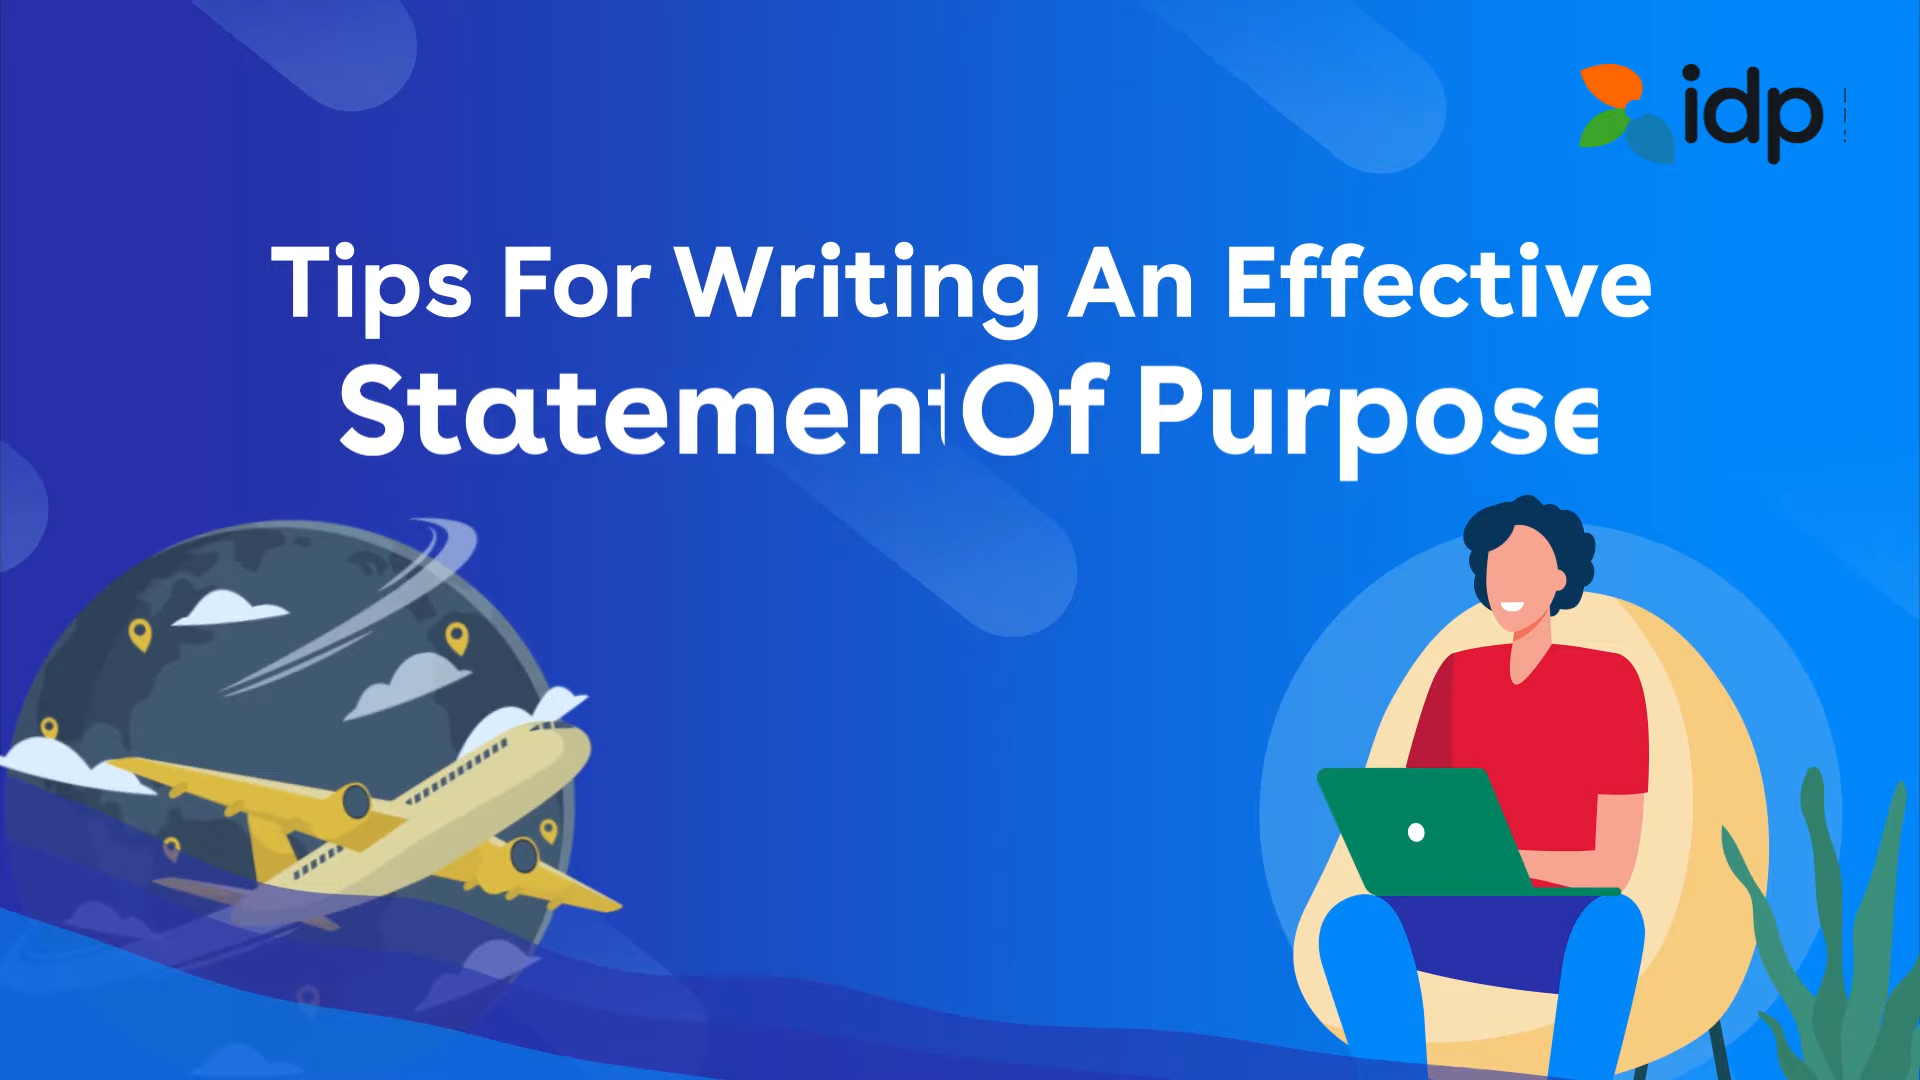 idp
Tips For Writing An Effective
Statement Of Purpose